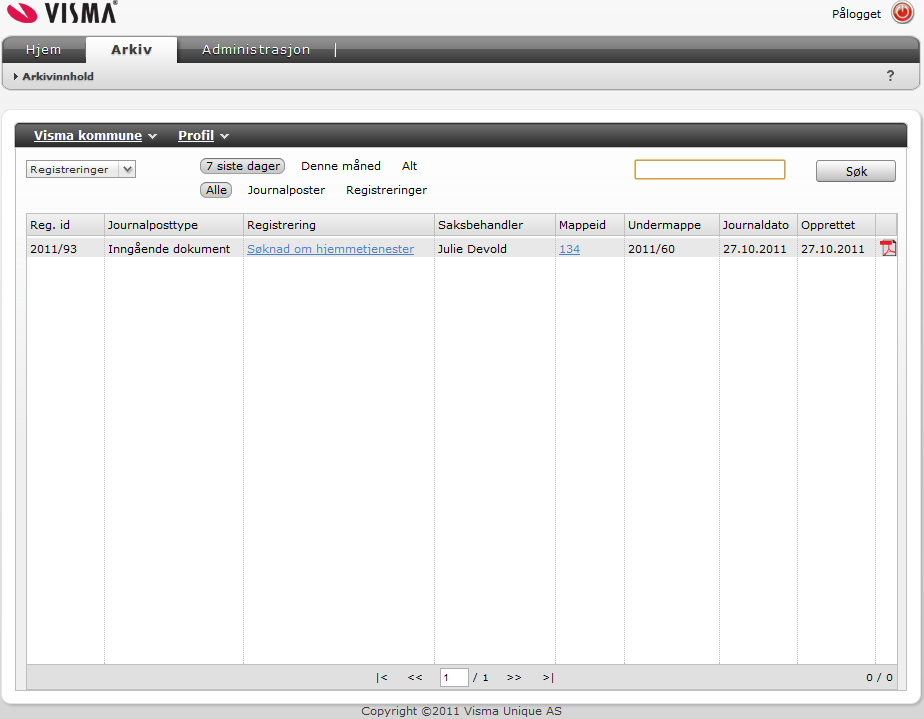 VISMA®
Pålogget
Hjem Arkiv Administrasjon |
Arkivinnhold ?
Visma kommune Profil
Registreringer 7 siste dager Denne måned Alt Søk
Alle Journalposter Registreringer
Reg. id Journalposttype Registrering Saksbehandler Mappeid Undermappe Journaldato Opprettet
2011/93 Inngående dokument Søknad om hjemmetjenester Julie Devold 134 2011/60 27.10.2011 27.10.2011
|< << 1 / 1 >> >| 0 / 0
Copyright ©2011 Visma Unique AS